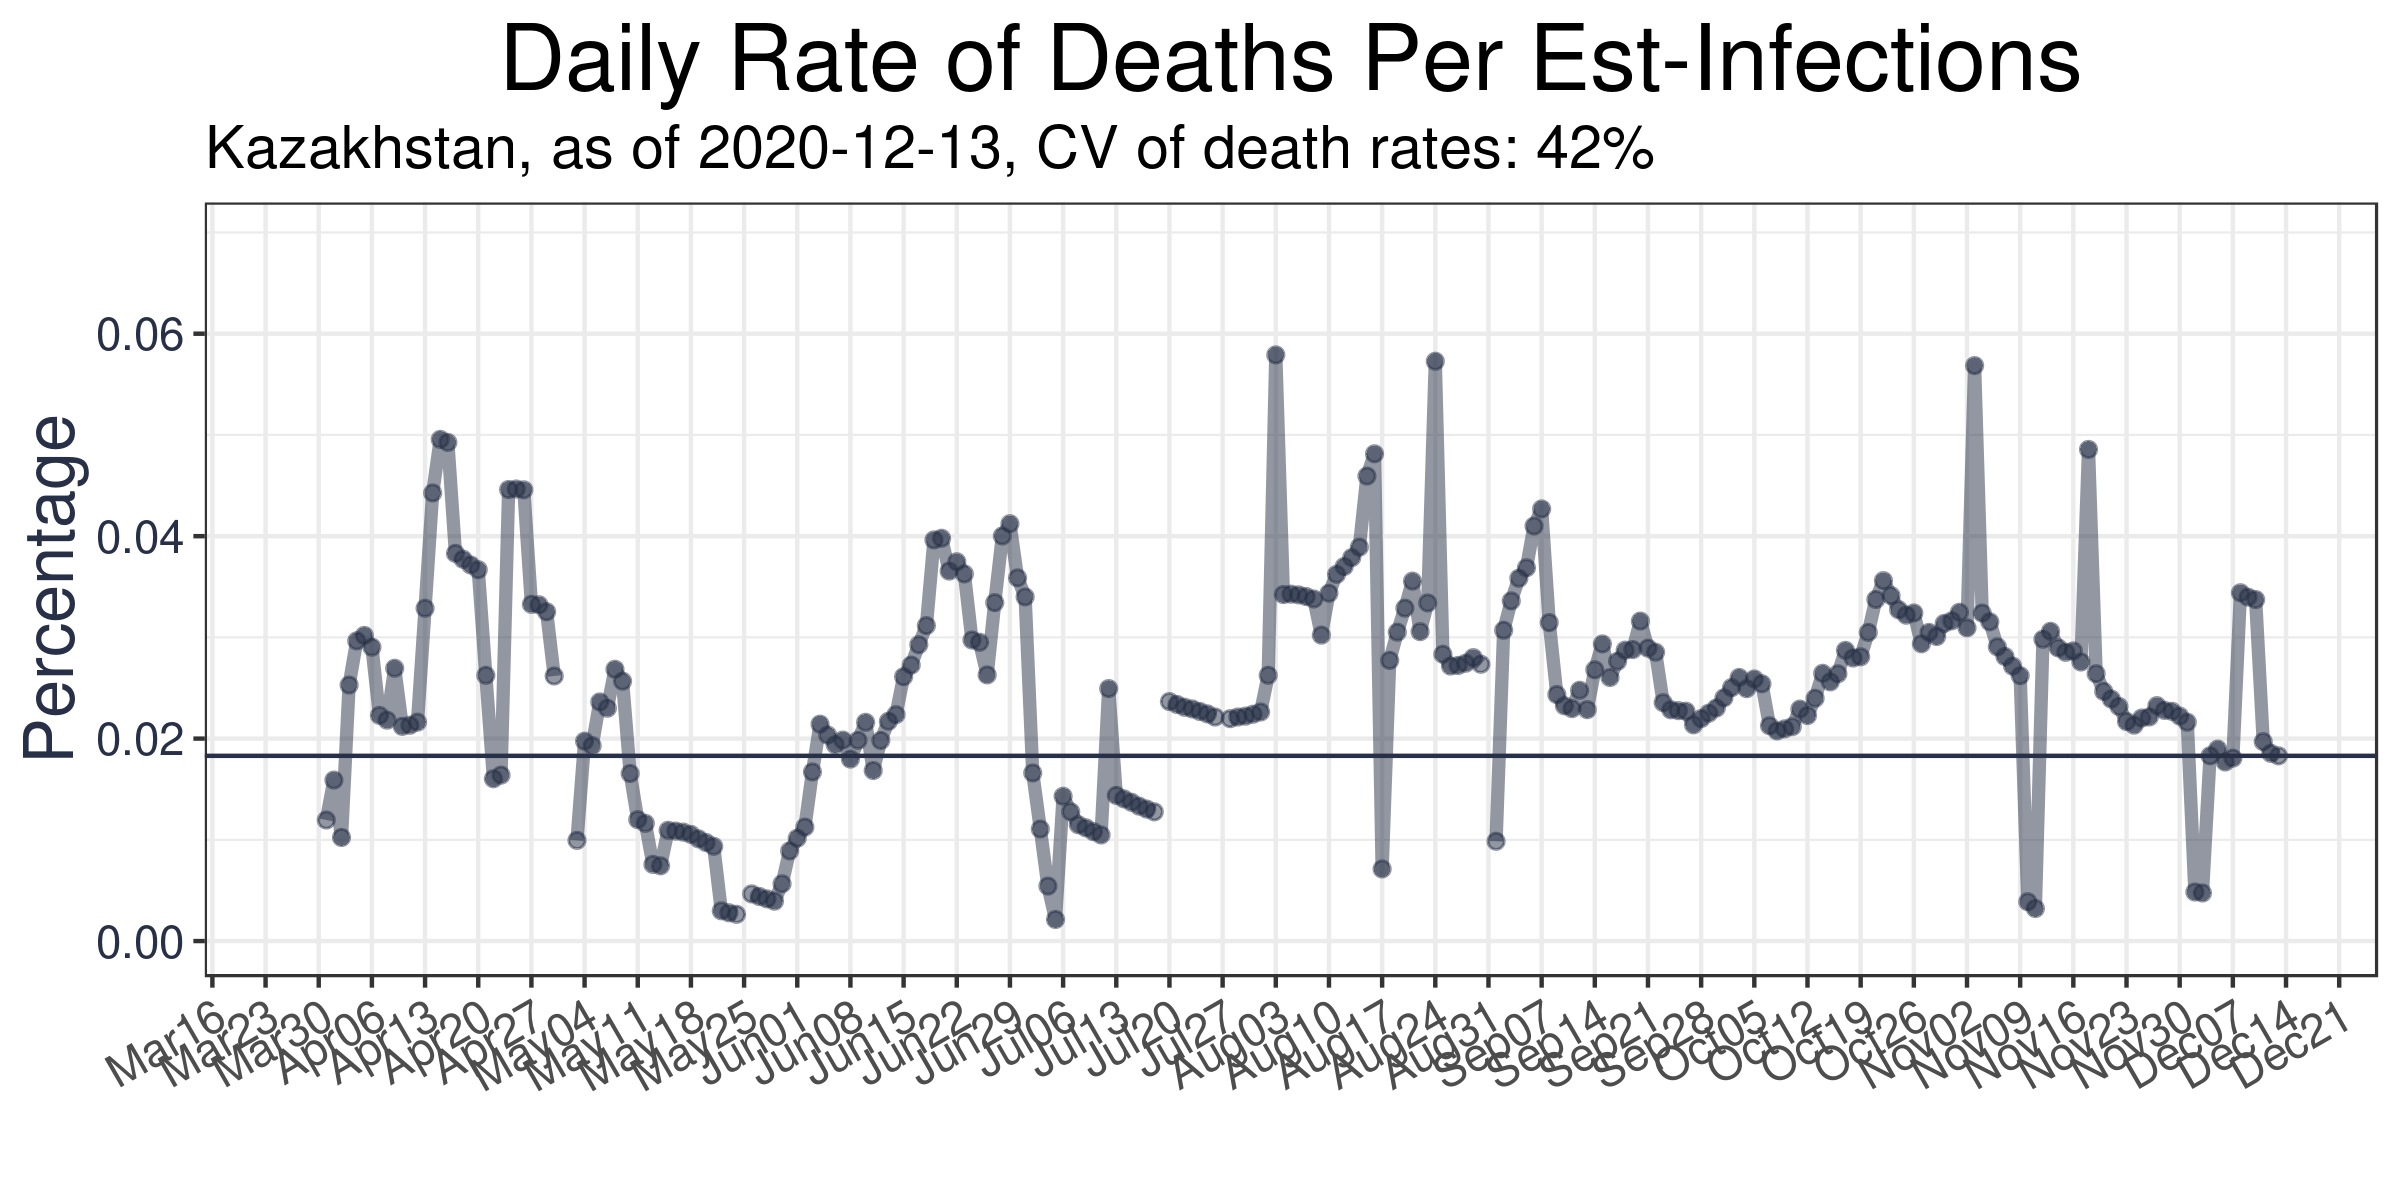 Daily Rate of Deaths Per Est-Infections
Kazakhstan, as of 2020-12-13, CV of death rates: 42%
Percentage
0.06
0.04
0.02
0.00
Mar16 Mar23 Mar30 Apr06 Apr13 Apr20 Apr27 May04 May11 May18 May25 Jun01 Jun08 Jun15 Jun22 Jun29 Jul06 Jul13 Jul20 Jul27 Aug03 Aug10 Aug17 Aug24 Aug31 Sep07 Sep14 Sep21 Sep28 Oct05 Oct12 Oct19 Oct26 Nov02 Nov09 Nov16 Nov23 Nov30 Dec07 Dec14 Dec21